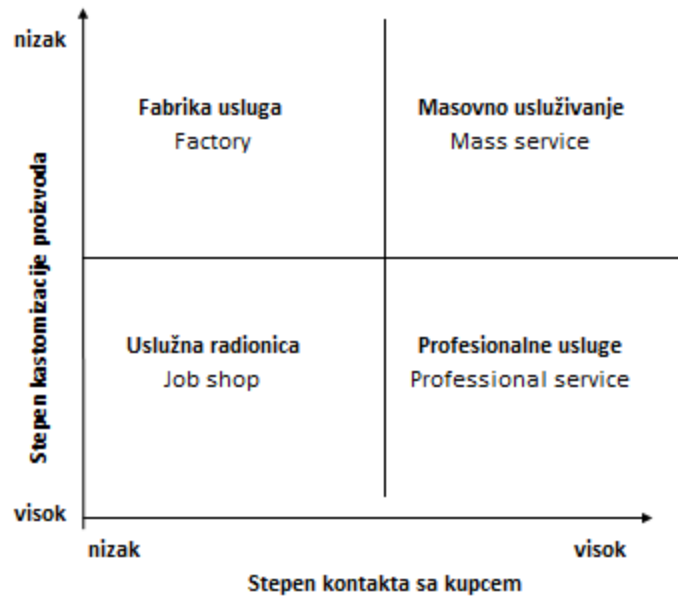 nizak
Fabrika usluga
Factory
Masovno usluživanje
Mass service
Stepen kastomizacije proizvoda
Uslužna radionica
Job shop
Profesionalne usluge
Professional service
visok
nizak
visok
Stepen kontakta sa kupcem